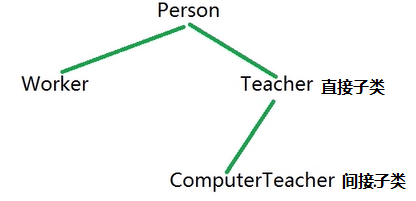 Person
Worker
Teacher 直接子类
ComputerTeacher 间接子类